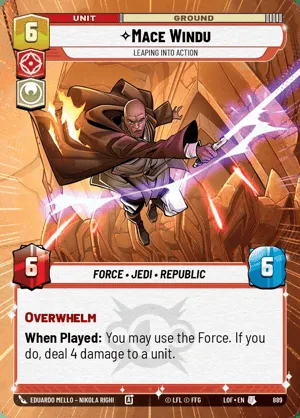 UNIT
GROUND
6
✧MACE WINDU
LEAPING INTO ACTION
6
6
FORCE • JEDI • REPUBLIC
OVERWHELM
When Played: You may use the Force. If you
do, deal 4 damage to a unit.
EDUARDO MELLO – NIKOLA RIGHI
© LFL © FFG
LOF • EN
889